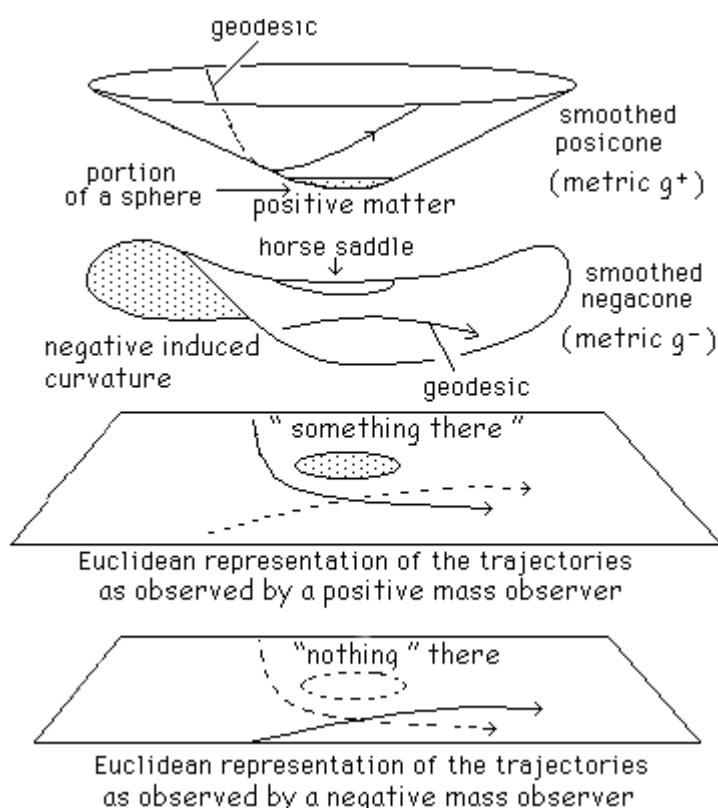 geodesic
smoothed
posicone
(metric g+)
portion
of a sphere
positive matter
horse saddle
smoothed
negacone
(metric g-)
negative induced
curvature
geodesic
" something there "
Euclidean representation of the trajectories
as observed by a positive mass observer
"nothing " there
Euclidean representation of the trajectories
as observed by a negative mass observer